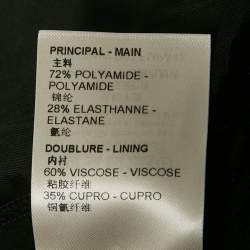 PRINCIPAL - MAIN
主料
72% POLYAMIDE -
POLYAMIDE
锦纶
28% ELASTHANNE -
ELASTANE
氨纶
DOUBLURE - LINING
内衬
60% VISCOSE - VISCOSE
粘胶纤维
35% CUPRO - CUPRO
铜氨纤维